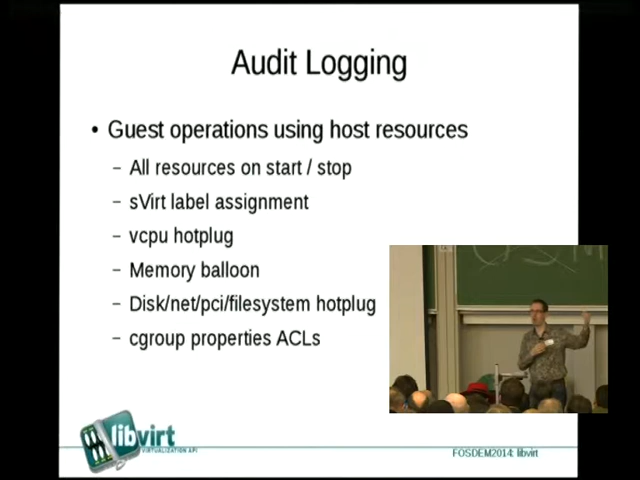 Audit Logging
• Guest operations using host resources
– All resources on start / stop
– sVirt label assignment
– vcpu hotplug
– Memory balloon
– Disk/net/pci/filesystem hotplug
– cgroup properties ACLs
libvirt
VIRTUALIZATION API
FOSDEM2014: libvirt